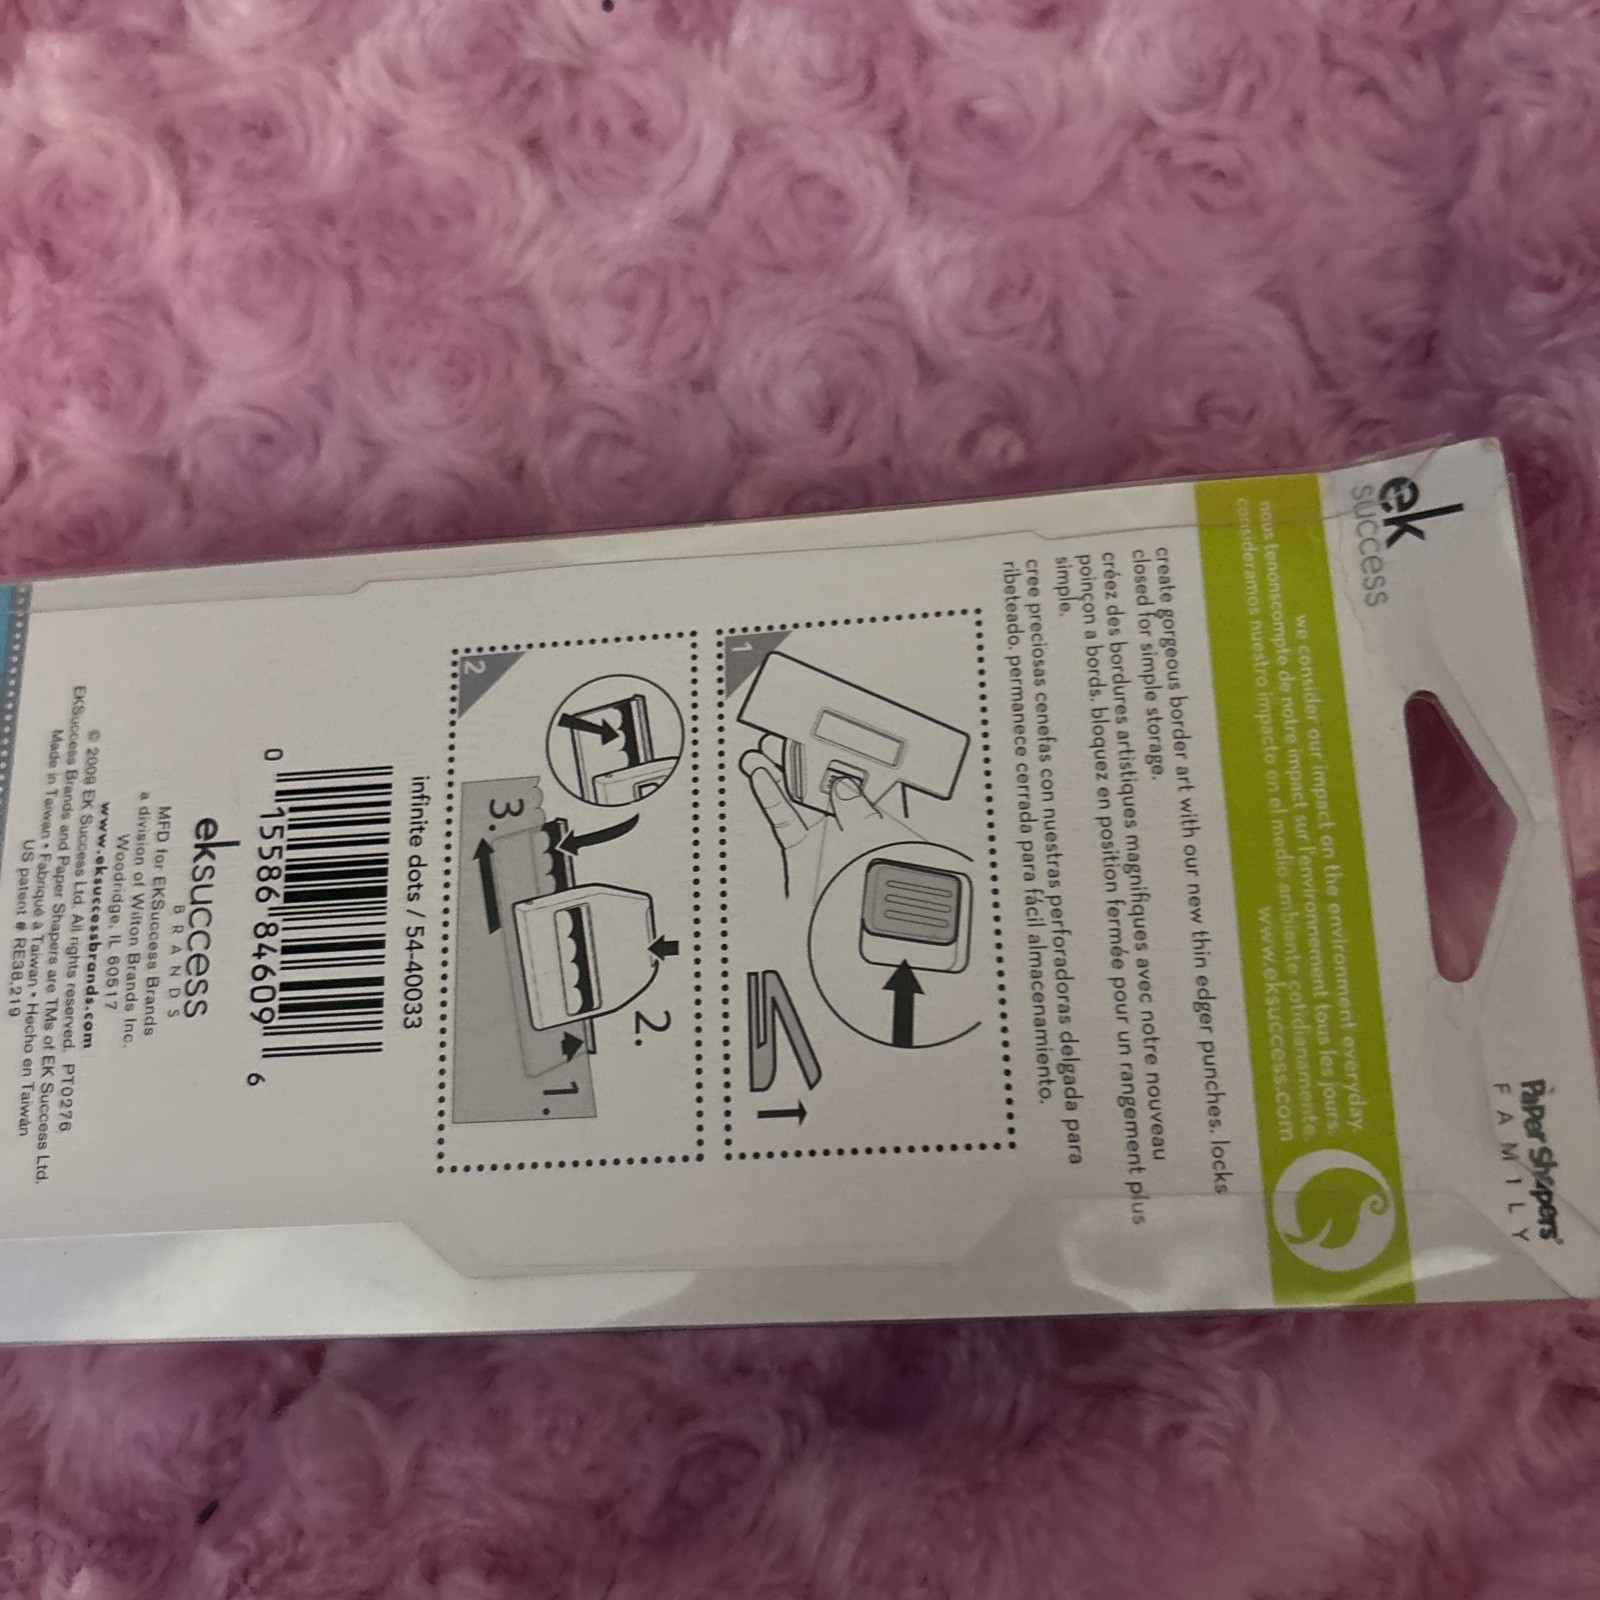 ek
success
Paper Shapers®
FAMILY
we consider our impact on the environment everyday.
nous tenonscompte de notre impact sur l'environnement tous les jours.
consideramos nuestro impacto en el medio ambiente cotidianamente.
www.eksuccess.com
create gorgeous border art with our new thin edger punches. locks
closed for simple storage.
créez des bordures artistiques magnifiques avec notre nouveau
poinçon a bords. bloquez en position fermée pour un rangement plus
simple.
cree preciosas cenefas con nuestras perforadoras delgada para
ribeteado. permanece cerrada para fácil almacenamiento.
1
2
1.
2.
3.
infinite dots / 54-40033
0 15586 84609 6
eksuccess
BRANDS
MFD for EKSuccess Brands
a division of Wilton Brands Inc.
Woodridge, IL 60517
www.eksuccessbrands.com
© 2009 EK Success Ltd. All rights reserved. PT0276
EKSuccess Brands and Paper Shapers are TMs of EK Success Ltd.
Made in Taiwan • Fabriqué à Taiwan • Hecho en Taiwán
US patent # RE38,219